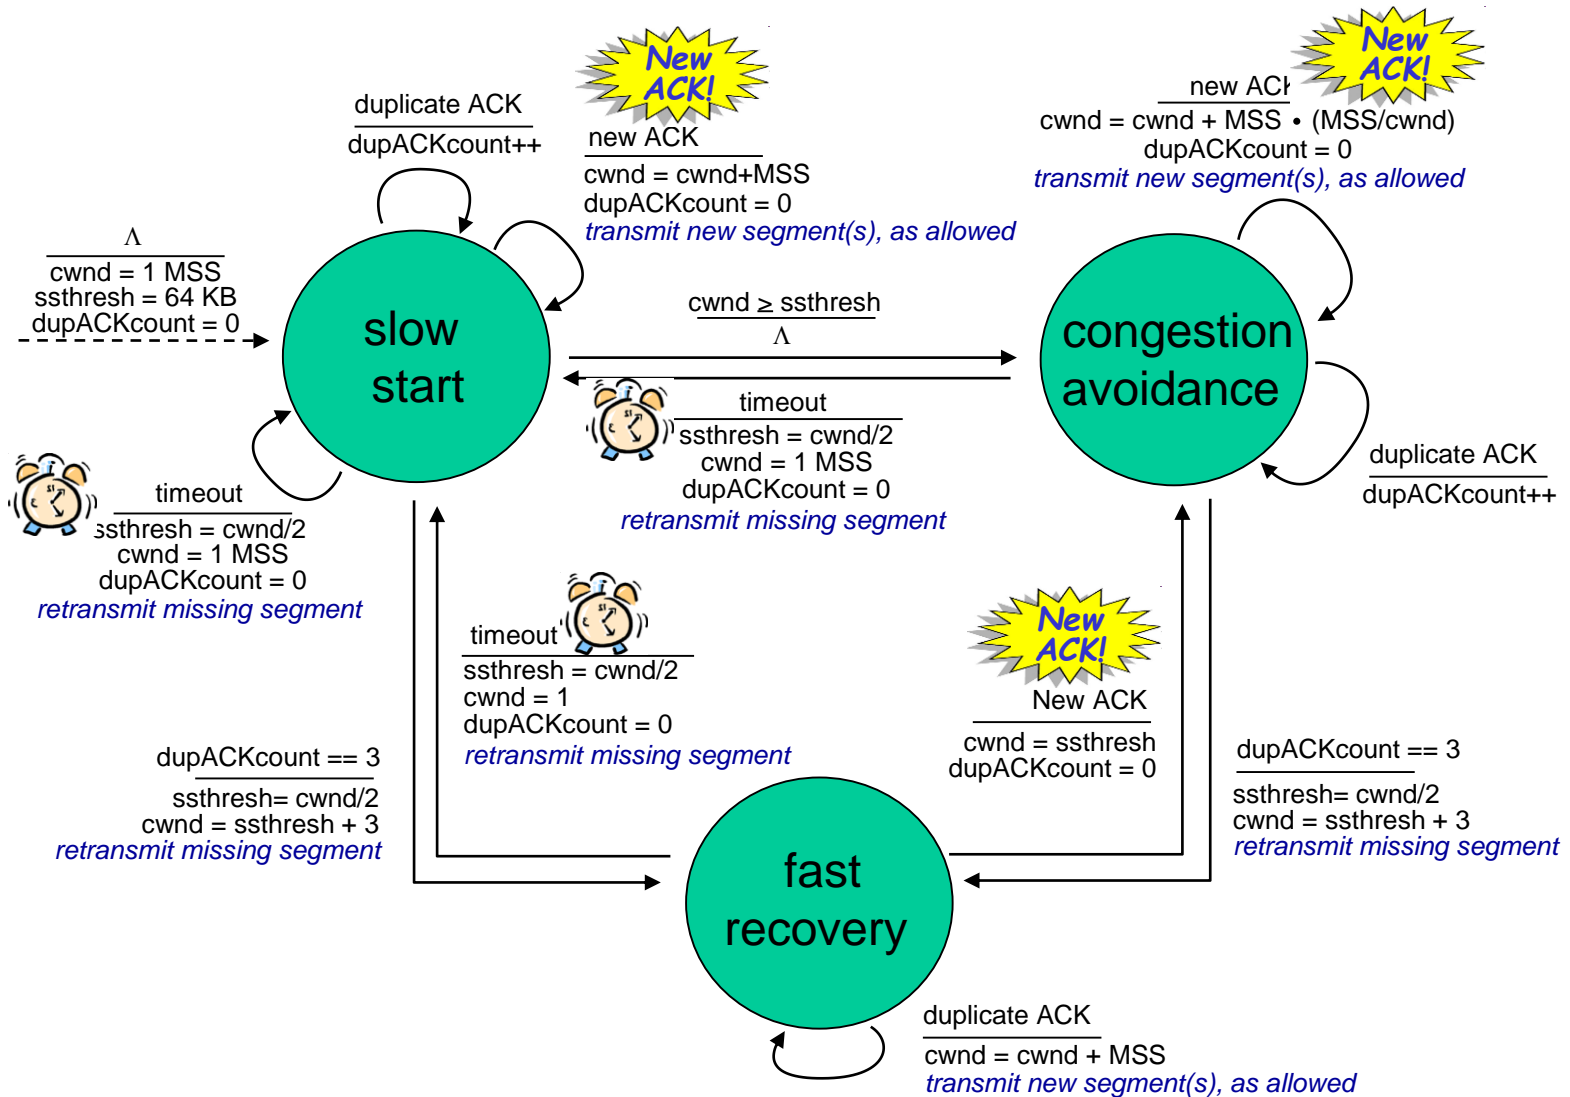 New
ACK!
duplicate ACK
dupACKcount++
new ACK
cwnd = cwnd+MSS
dupACKcount = 0
transmit new segment(s), as allowed
New
ACK!
new ACK
cwnd = cwnd + MSS • (MSS/cwnd)
dupACKcount = 0
transmit new segment(s), as allowed
Λ
cwnd = 1 MSS
ssthresh = 64 KB
dupACKcount = 0
slow
start
cwnd ≥ ssthresh
Λ
congestion
avoidance
timeout
ssthresh = cwnd/2
cwnd = 1 MSS
dupACKcount = 0
retransmit missing segment
duplicate ACK
dupACKcount++
timeout
ssthresh = cwnd/2
cwnd = 1 MSS
dupACKcount = 0
retransmit missing segment
timeout
ssthresh = cwnd/2
cwnd = 1
dupACKcount = 0
retransmit missing segment
New
ACK!
New ACK
cwnd = ssthresh
dupACKcount = 0
dupACKcount == 3
ssthresh= cwnd/2
cwnd = ssthresh + 3
retransmit missing segment
dupACKcount == 3
ssthresh= cwnd/2
cwnd = ssthresh + 3
retransmit missing segment
fast
recovery
duplicate ACK
cwnd = cwnd + MSS
transmit new segment(s), as allowed